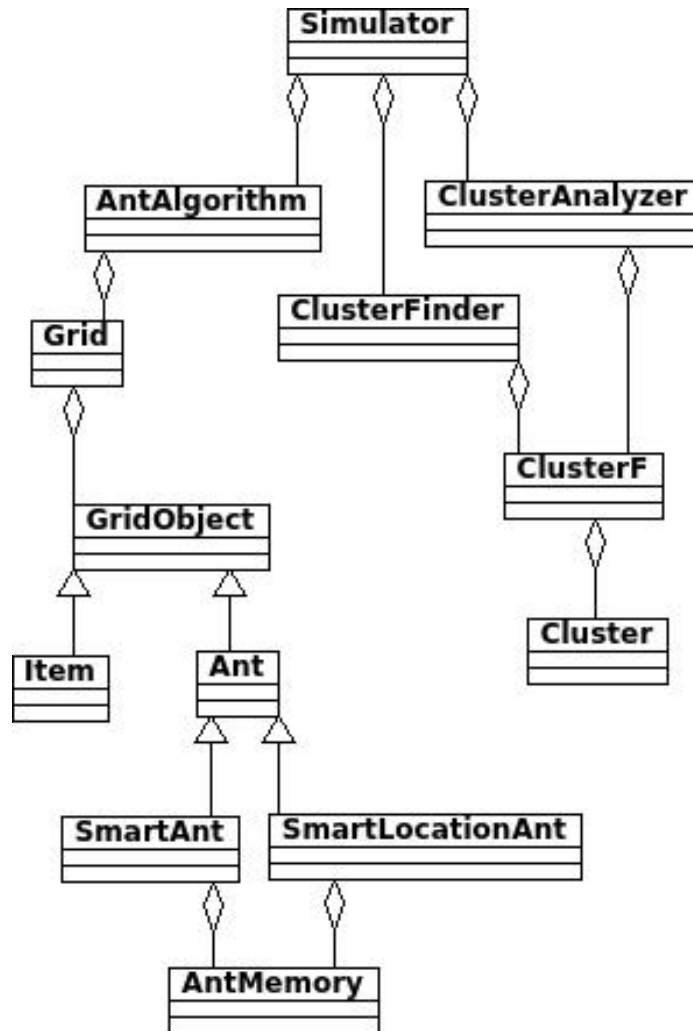 Simulator
AntAlgorithm
ClusterAnalyzer
ClusterFinder
Grid
ClusterF
GridObject
Cluster
Item
Ant
SmartAnt
SmartLocationAnt
AntMemory